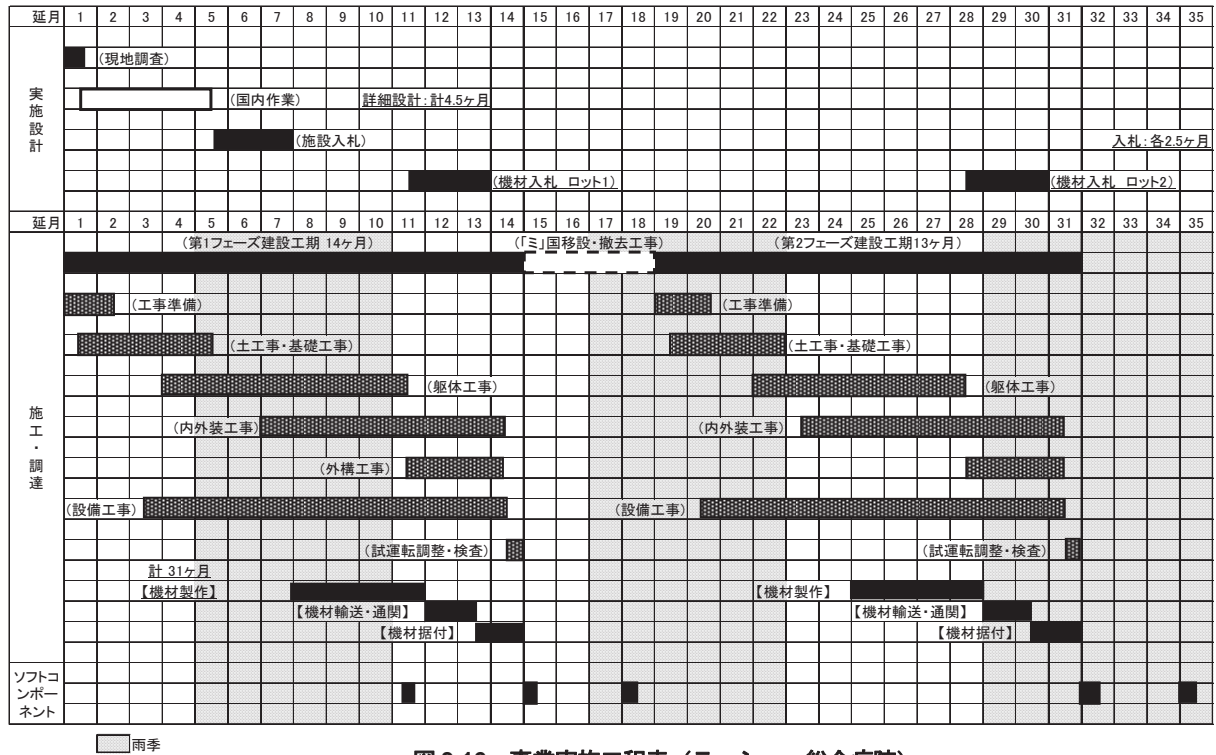 延月 1 2 3 4 5 6 7 8 9 10 11 12 13 14 15 16 17 18 19 20 21 22 23 24 25 26 27 28 29 30 31 32 33 34 35
実施設計
(現地調査)
(国内作業) 詳細設計:計4.5ヶ月
(施設入札) 入札:各2.5ヶ月
(機材入札 ロット1) (機材入札 ロット2)
延月 1 2 3 4 5 6 7 8 9 10 11 12 13 14 15 16 17 18 19 20 21 22 23 24 25 26 27 28 29 30 31 32 33 34 35
施工・調達
(第1フェーズ建設工期 14ヶ月) (「ミ」国移設・撤去工事) (第2フェーズ建設工期13ヶ月)
(工事準備) (工事準備)
(土工事・基礎工事) (土工事・基礎工事)
(躯体工事) (躯体工事)
(内外装工事) (内外装工事)
(外構工事)
(設備工事) (設備工事)
(試運転調整・検査) (試運転調整・検査)
計 31ヶ月
【機材製作】 【機材製作】
【機材輸送・通関】 【機材輸送・通関】
【機材据付】 【機材据付】
ソフトコンポーネント
雨季